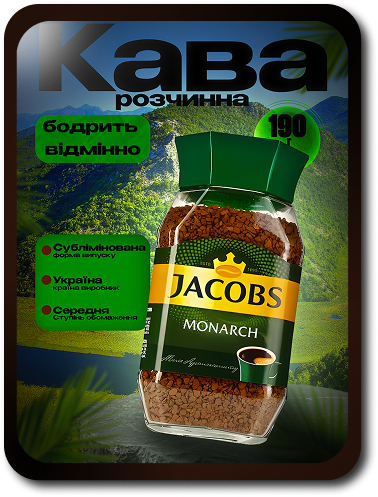 Кава
розчинна
190
г
бодрить
відмінно
Сублімінована
форма випуску
Україна
країна виробник
Середня
Ступінь обсмаження
JACOBS
MONARCH